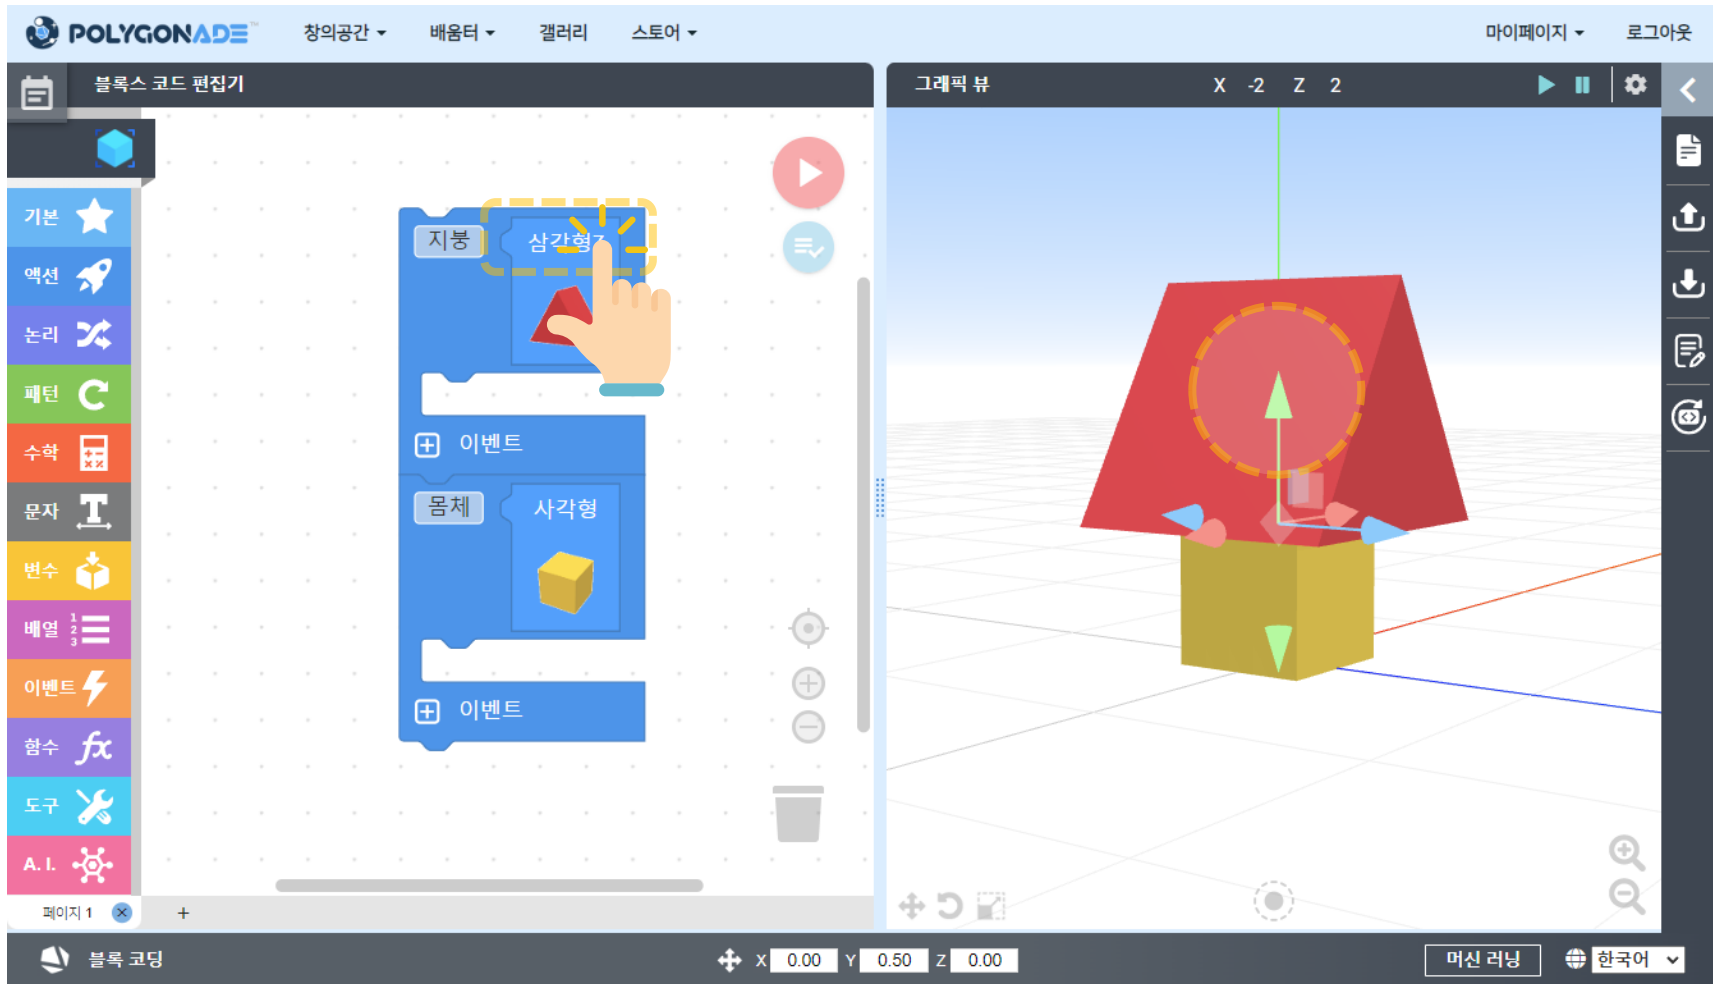 POLYGONADE™ 창의공간 배움터 갤러리 스토어 마이페이지 로그아웃
블록스 코드 편집기
그래픽 뷰 X -2 Z 2
기본
액션
논리
패턴
수학
문자
변수
배열
이벤트
함수
도구
A. I.
지붕 삼각형
이벤트
몸체 사각형
이벤트
페이지 1 +
블록 코딩
X 0.00 Y 0.50 Z 0.00
머신 러닝
한국어